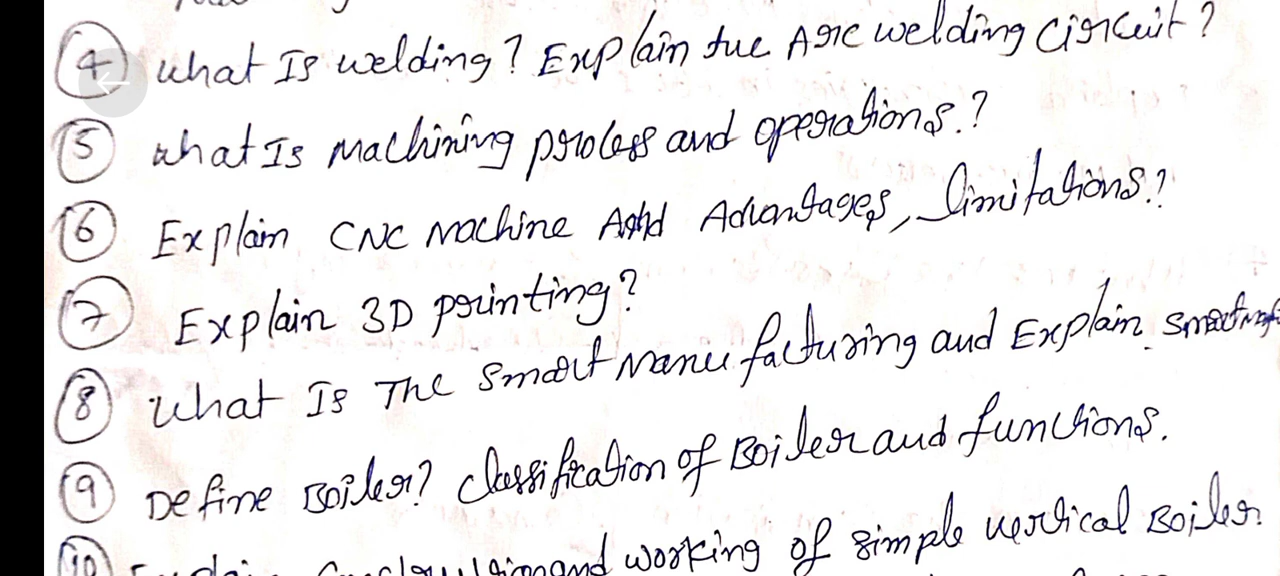 ④ What Is welding? Explain the Arc welding circuit?
⑤ What Is Machining process and operations.?
⑥ Explain CNC Machine And Advantages, limitations.?
⑦ Explain 3D printing?
⑧ What Is The Smart Manufacturing and Explain
⑨ Define Boiler? Classification of Boiler and functions.
⑩ and working of simple vertical Boiler